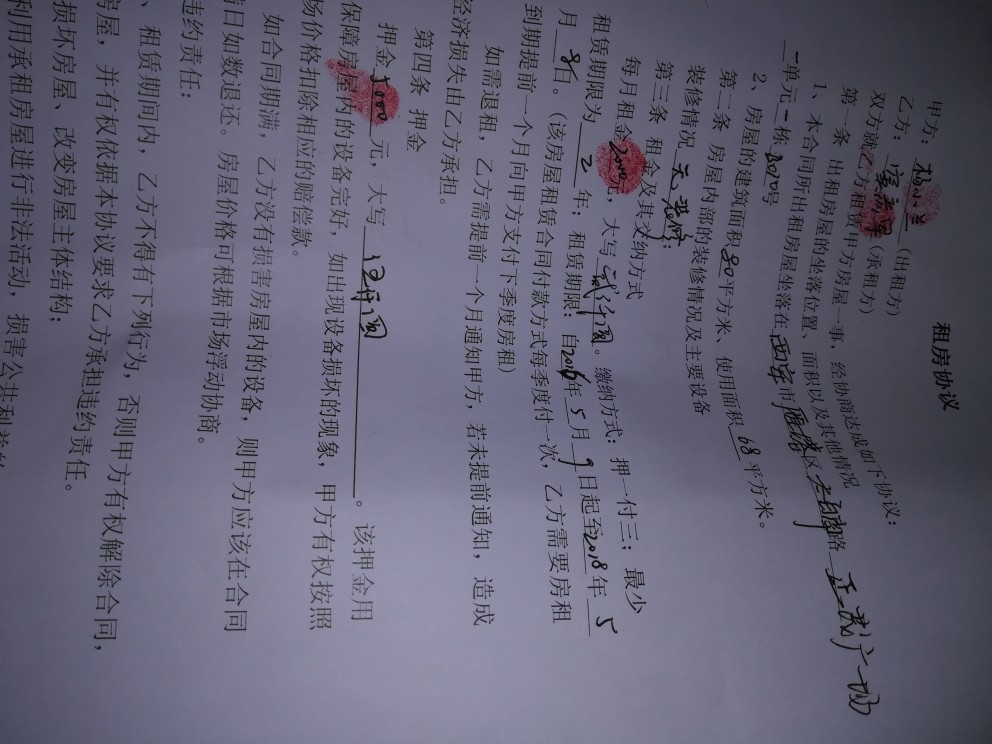 租房协议
甲方：（出租方）
乙方：（承租方）
双方就乙方租赁甲方房屋一事，经协商达成如下协议：
第一条 出租房屋的坐落位置、面积以及其他情况
1、本合同所出租房屋坐落在西安市雁塔区路正广场
一单元一栋号
2、房屋的建筑面积80平方米、使用面积68平方米。
第二条 房屋内部的装修情况及主要设备
装修情况 无装修；
第三条 租金及其交纳方式
每月租金2000元，大写。缴纳方式：押一付三；最少
租赁期限为2年；租赁期限：自2016年5月9日起至2018年5
月8日。（该房屋租赁合同付款方式每季度付一次，乙方需要房租
到期提前一个月向甲方支付下季度房租）
如需退租，乙方需提前一个月通知甲方，若未提前通知，造成
经济损失由乙方承担。
第四条 押金
押金元，大写。该押金用
保障房屋内的设备完好，如出现设备损坏的现象，甲方有权按照
场价格扣除相应的赔偿款。
如合同期满，乙方没有损害房屋内的设备，则甲方应该在合同
日如数退还。房屋价格可根据市场浮动协商。
违约责任：
、租赁期间内，乙方不得有下列行为，否则甲方有权解除合同，
房屋，并有权依据本协议要求乙方承担违约责任。
损坏房屋、改变房屋主体结构；
利用承租房屋进行非法活动，损害公共利益的